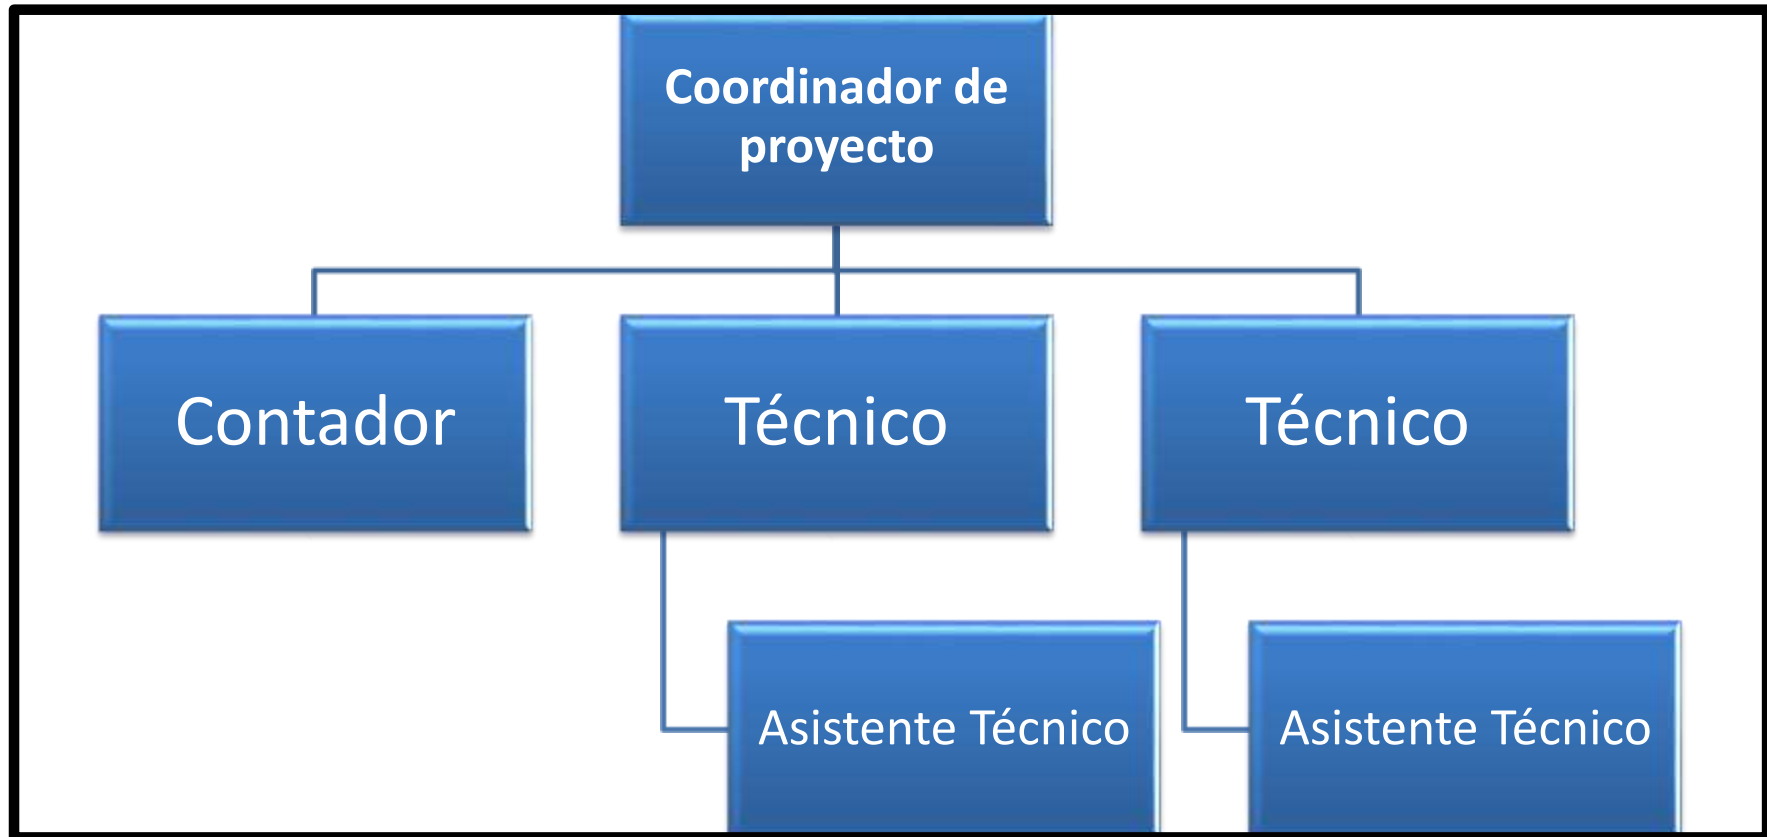 Coordinador de
proyecto
Contador
Técnico
Técnico
Asistente Técnico
Asistente Técnico